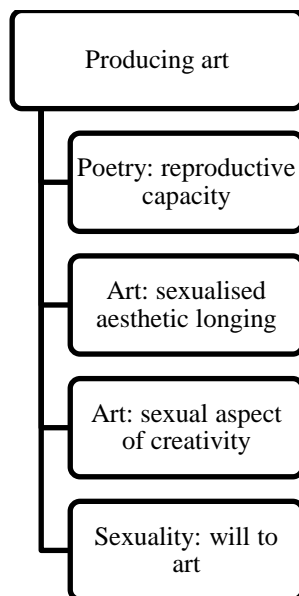 Producing art
Poetry: reproductive
capacity
Art: sexualised
aesthetic longing
Art: sexual aspect
of creativity
Sexuality: will to
art